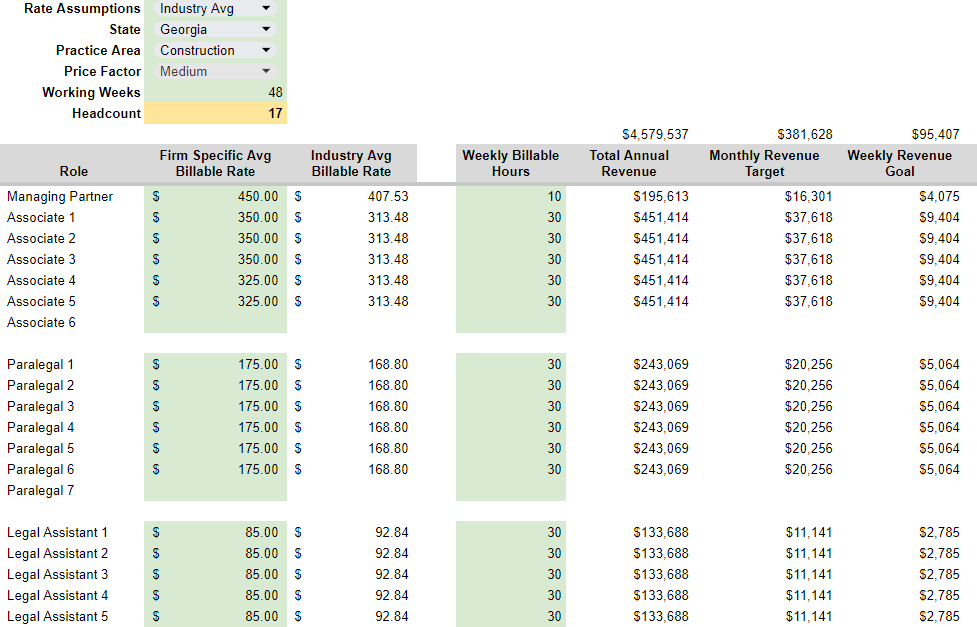 Rate Assumptions Industry Avg
State Georgia
Practice Area Construction
Price Factor Medium
Working Weeks 48
Headcount 17
$4,579,537 $381,628 $95,407
Role Firm Specific Avg Billable Rate Industry Avg Billable Rate Weekly Billable Hours Total Annual Revenue Monthly Revenue Target Weekly Revenue Goal
Managing Partner $ 450.00 $ 407.53 10 $195,613 $16,301 $4,075
Associate 1 $ 350.00 $ 313.48 30 $451,414 $37,618 $9,404
Associate 2 $ 350.00 $ 313.48 30 $451,414 $37,618 $9,404
Associate 3 $ 350.00 $ 313.48 30 $451,414 $37,618 $9,404
Associate 4 $ 325.00 $ 313.48 30 $451,414 $37,618 $9,404
Associate 5 $ 325.00 $ 313.48 30 $451,414 $37,618 $9,404
Associate 6
Paralegal 1 $ 175.00 $ 168.80 30 $243,069 $20,256 $5,064
Paralegal 2 $ 175.00 $ 168.80 30 $243,069 $20,256 $5,064
Paralegal 3 $ 175.00 $ 168.80 30 $243,069 $20,256 $5,064
Paralegal 4 $ 175.00 $ 168.80 30 $243,069 $20,256 $5,064
Paralegal 5 $ 175.00 $ 168.80 30 $243,069 $20,256 $5,064
Paralegal 6 $ 175.00 $ 168.80 30 $243,069 $20,256 $5,064
Paralegal 7
Legal Assistant 1 $ 85.00 $ 92.84 30 $133,688 $11,141 $2,785
Legal Assistant 2 $ 85.00 $ 92.84 30 $133,688 $11,141 $2,785
Legal Assistant 3 $ 85.00 $ 92.84 30 $133,688 $11,141 $2,785
Legal Assistant 4 $ 85.00 $ 92.84 30 $133,688 $11,141 $2,785
Legal Assistant 5 $ 85.00 $ 92.84 30 $133,688 $11,141 $2,785